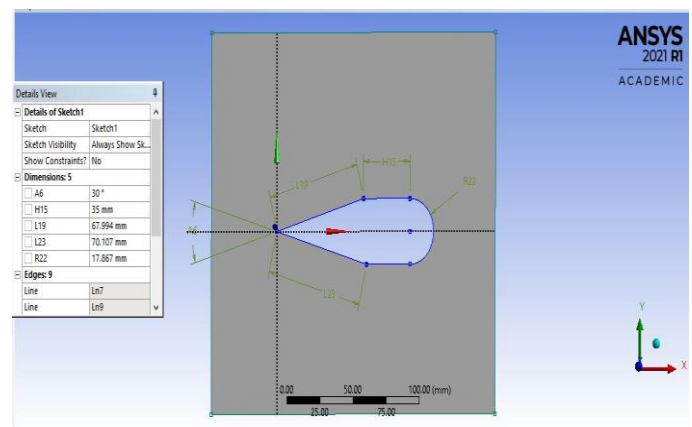 ANSYS
2021 R1
ACADEMIC
Details View
Details of Sketch1
Sketch Sketch1
Sketch Visibility Always Show Sk...
Show Constraints? No
Dimensions: 5
A6 30 °
H15 35 mm
L19 67.994 mm
L23 70.107 mm
R22 17.867 mm
Edges: 9
Line Ln7
Line Ln9
H15
L19
R22
A6
L23
Y
X
0.00 50.00 100.00 (mm)
25.00 75.00